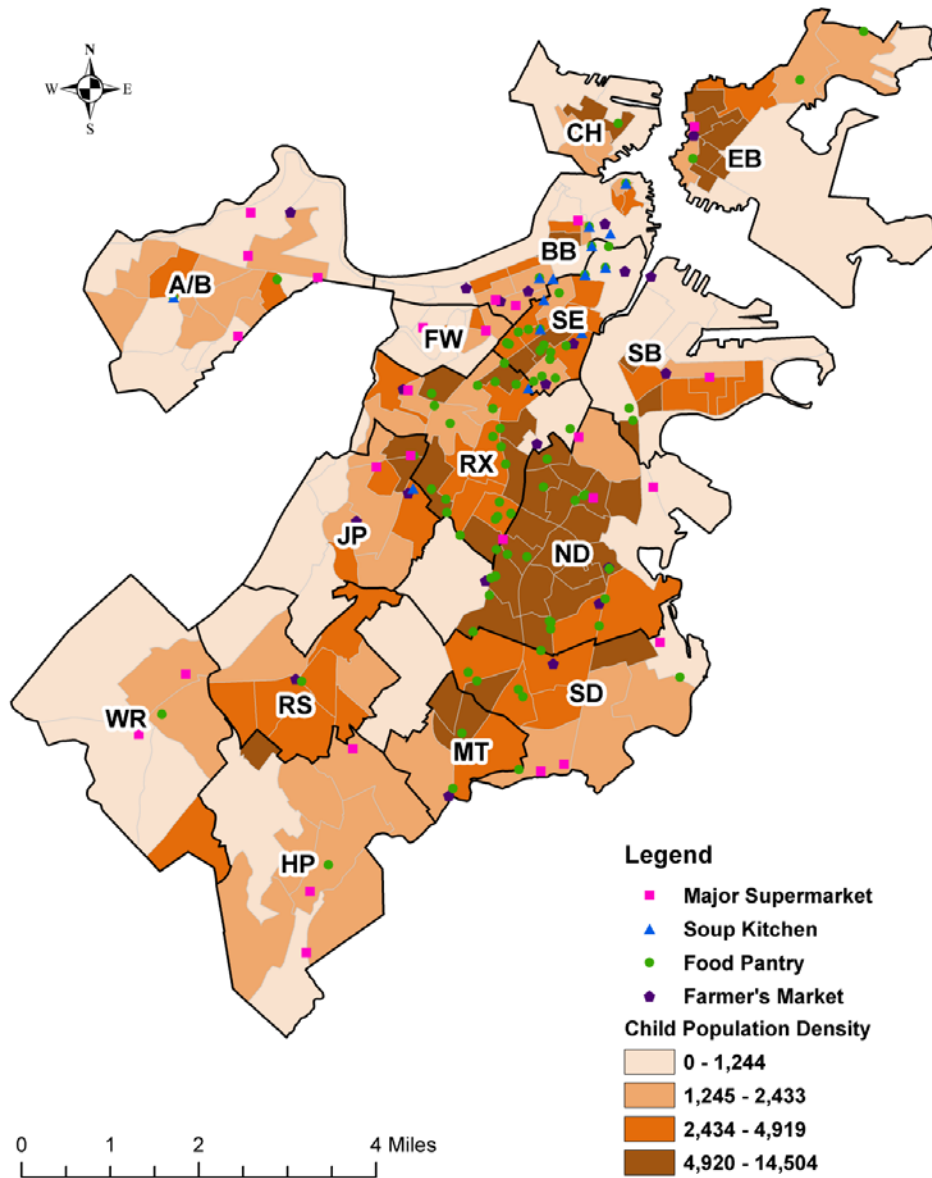 N
W E
S
CH
EB
BB
A/B
SE
FW
SB
RX
JP
ND
RS
SD
WR
MT
HP
Legend
Major Supermarket
Soup Kitchen
Food Pantry
Farmer's Market
Child Population Density
0 - 1,244
1,245 - 2,433
2,434 - 4,919
4,920 - 14,504
0 1 2 4 Miles